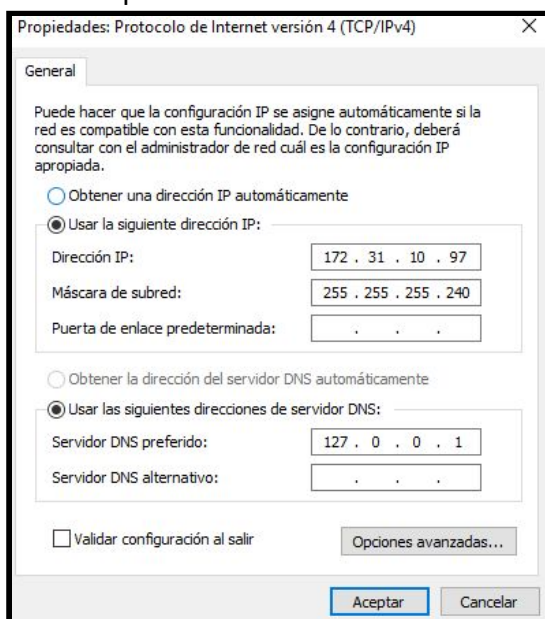 Propiedades: Protocolo de Internet versión 4 (TCP/IPv4)
General
Puede hacer que la configuración IP se asigne automáticamente si la
red es compatible con esta funcionalidad. De lo contrario, deberá
consultar con el administrador de red cuál es la configuración IP
apropiada.
Obtener una dirección IP automáticamente
Usar la siguiente dirección IP:
Dirección IP: 172 . 31 . 10 . 97
Máscara de subred: 255 . 255 . 255 . 240
Puerta de enlace predeterminada: . . .
Obtener la dirección del servidor DNS automáticamente
Usar las siguientes direcciones de servidor DNS:
Servidor DNS preferido: 127 . 0 . 0 . 1
Servidor DNS alternativo: . . .
Validar configuración al salir Opciones avanzadas...
Aceptar Cancelar